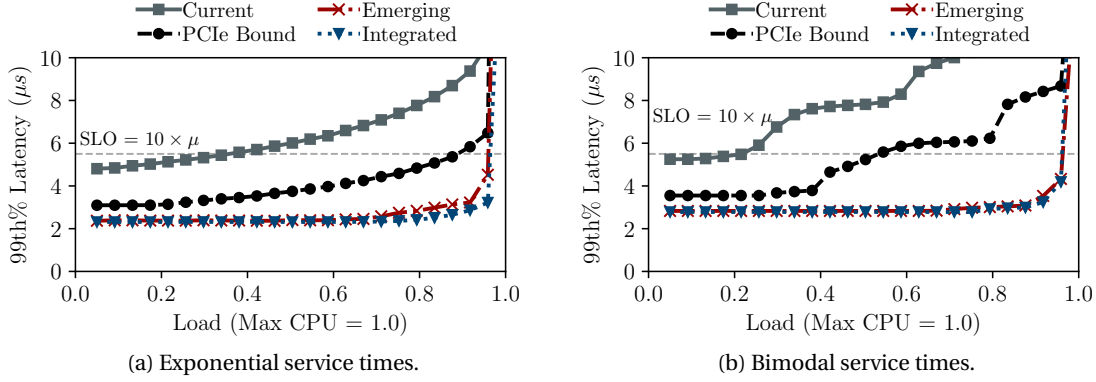 Current
Emerging
PCIe Bound
Integrated
10
8
6
4
2
0
99th% Latency (μs)
SLO = 10 × μ
0.0 0.2 0.4 0.6 0.8 1.0
Load (Max CPU = 1.0)
(a) Exponential service times.
Current
Emerging
PCIe Bound
Integrated
10
8
6
4
2
0
99th% Latency (μs)
SLO = 10 × μ
0.0 0.2 0.4 0.6 0.8 1.0
Load (Max CPU = 1.0)
(b) Bimodal service times.